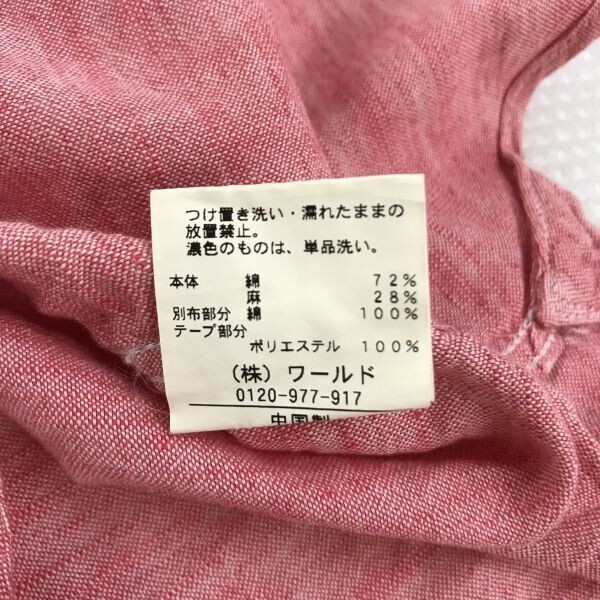 つけ置き洗い・濡れたままの
放置禁止。
濃色のものは、単品洗い。
本体 綿 72%
麻 28%
別布部分 綿 100%
テープ部分
ポリエステル 100%
(株) ワールド
0120-977-917
中国製